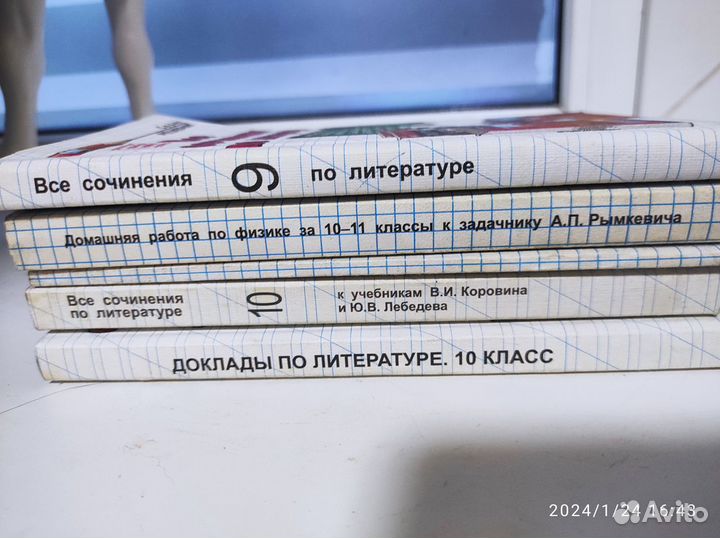 Все сочинения 9 по литературе
Домашняя работа по физике за 10–11 классы к задачнику А.П. Рымкевича
Все сочинения
по литературе
10
к учебникам В.И. Коровина
и Ю.В. Лебедева
ДОКЛАДЫ ПО ЛИТЕРАТУРЕ. 10 КЛАСС
2024/1/24 16:43
Avito